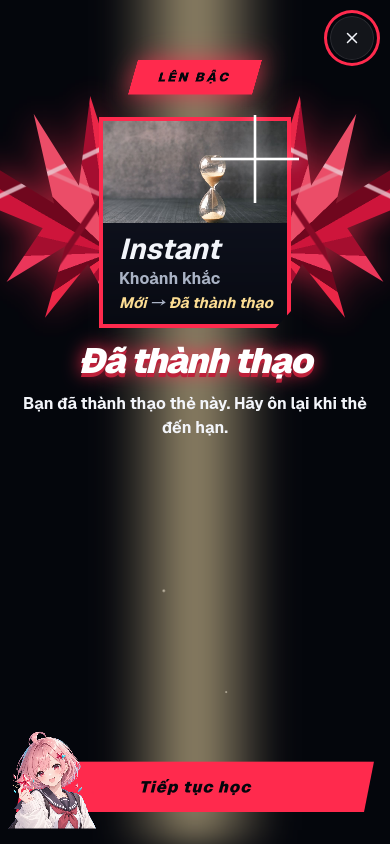 LÊN BẬC
Instant
Khoảnh khắc
Mới → Đã thành thạo
Đã thành thạo
Bạn đã thành thạo thẻ này. Hãy ôn lại khi thẻ
đến hạn.
Tiếp tục học